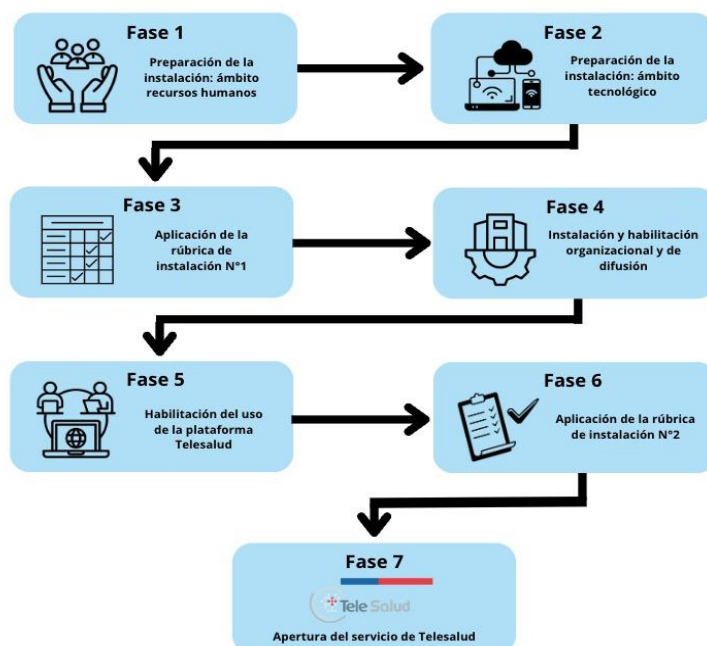 Fase 1
Preparación de la
instalación: ámbito
recursos humanos
Fase 2
Preparación de la
instalación: ámbito
tecnológico
Fase 3
Aplicación de la
rúbrica de
instalación N°1
Fase 4
Instalación y habilitación
organizacional y de
difusión
Fase 5
Habilitación del uso
de la plataforma
Telesalud
Fase 6
Aplicación de la rúbrica
de instalación N°2
Fase 7
Tele Salud
Apertura del servicio de Telesalud